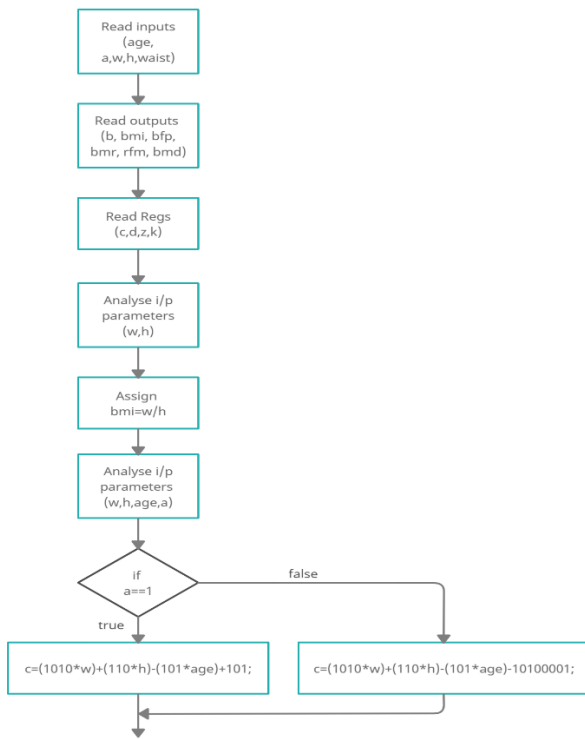 Read inputs
(age,
a,w,h,waist)
Read outputs
(b, bmi, bfp,
bmr, rfm, bmd)
Read Regs
(c,d,z,k)
Analyse i/p
parameters
(w,h)
Assign
bmi=w/h
Analyse i/p
parameters
(w,h,age,a)
if
a==1
false
true
c=(1010*w)+(110*h)-(101*age)+101;
c=(1010*w)+(110*h)-(101*age)-10100001;